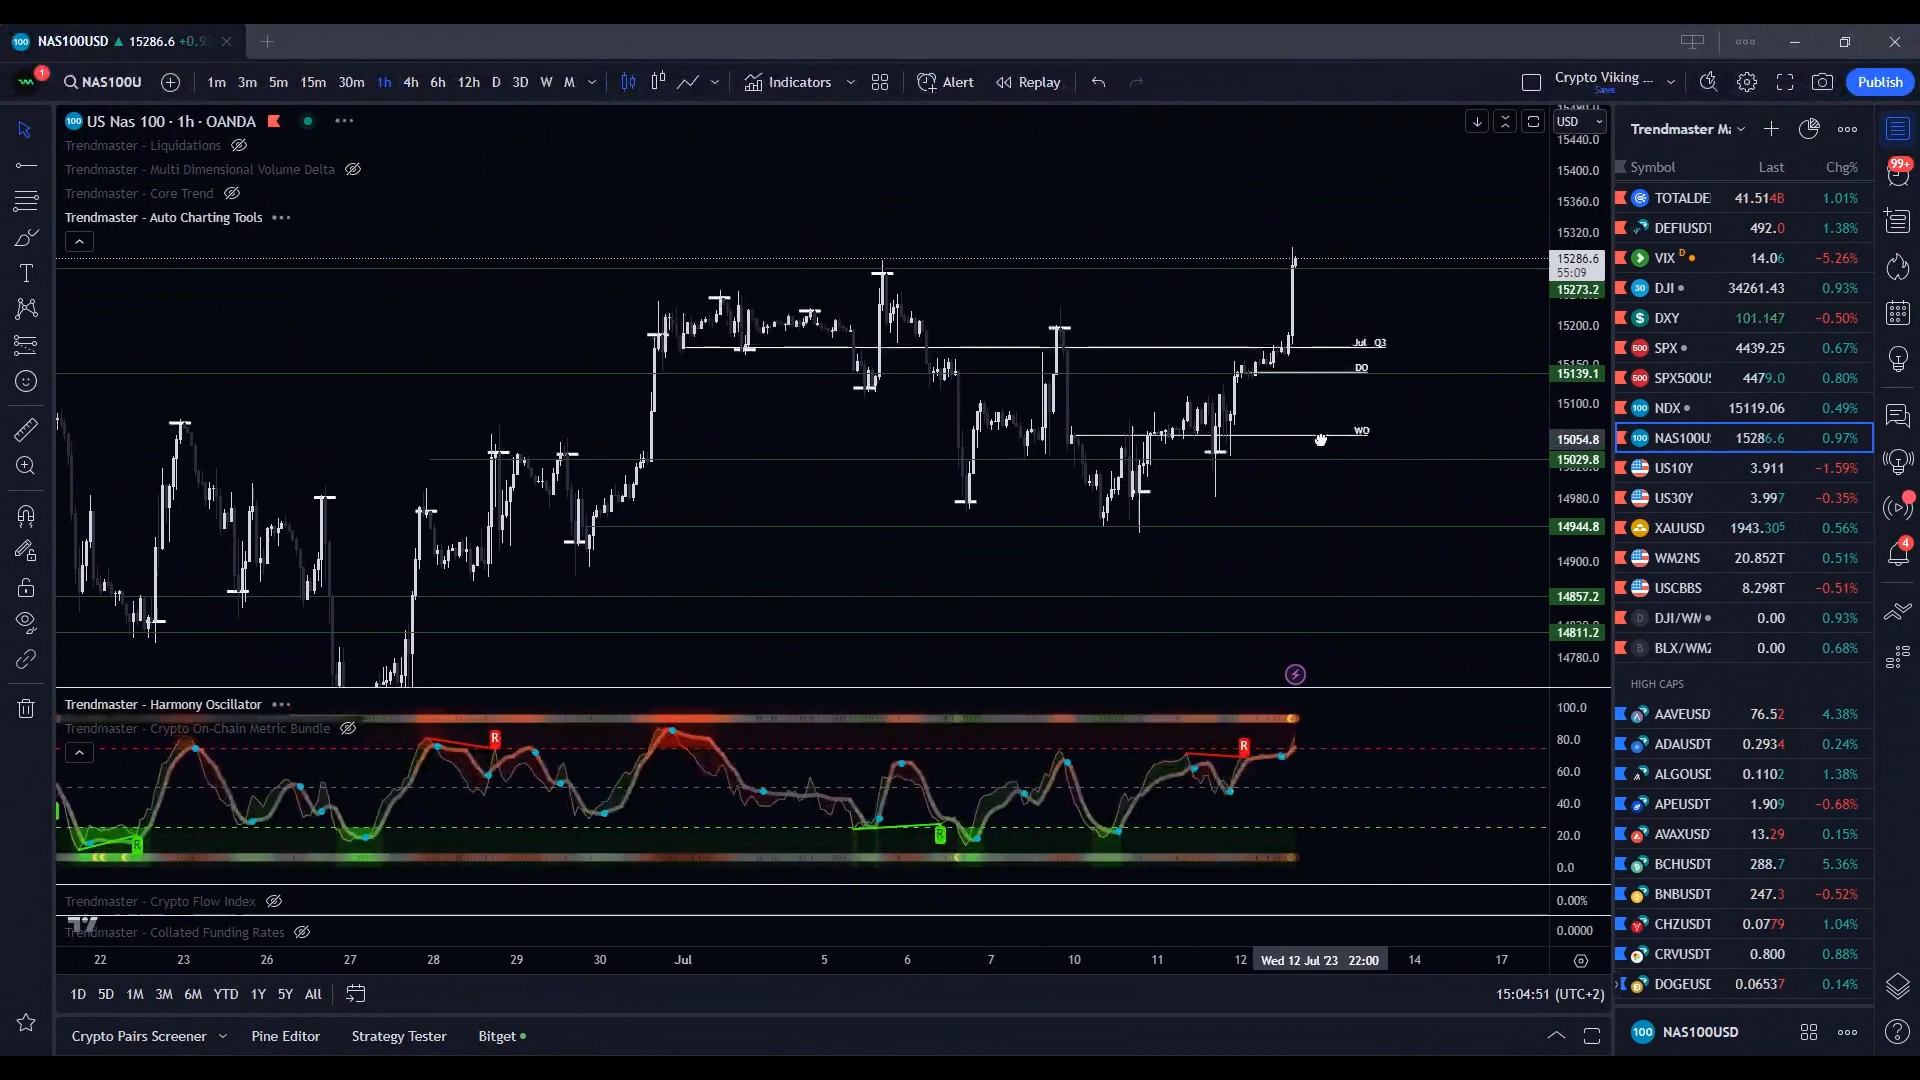 NAS100USD ▲ 15286.6 +0.9
1
NAS100U 1m 3m 5m 15m 30m 1h 4h 6h 12h D 3D W M Indicators Alert Replay Crypto Viking ... Save Publish
US Nas 100 · 1h · OANDA
Trendmaster - Liquidations
Trendmaster - Multi Dimensional Volume Delta
Trendmaster - Core Trend
Trendmaster - Auto Charting Tools
Jul Q3
DO
WO
USD
15440.0
15400.0
15360.0
15320.0
15286.6
55:09
15273.2
15200.0
15139.1
15100.0
15054.8
15029.8
14980.0
14944.8
14900.0
14857.2
14811.2
14780.0
Trendmaster - Harmony Oscillator
Trendmaster - Crypto On-Chain Metric Bundle
R R R R
100.0
80.0
60.0
40.0
20.0
0.0
Trendmaster - Crypto Flow Index
0.00%
Trendmaster - Collated Funding Rates
0.0000
22 23 26 27 28 29 30 Jul 5 6 7 10 11 12 Wed 12 Jul '23 22:00 14 17
1D 5D 1M 3M 6M YTD 1Y 5Y All 15:04:51 (UTC+2)
Crypto Pairs Screener Pine Editor Strategy Tester Bitget
Trendmaster Ma
Symbol Last Chg%
TOTALDE 41.514B 1.01%
DEFIUSDT 492.0 1.38%
VIX D 14.06 −5.26%
DJI 34261.43 0.93%
DXY 101.147 −0.50%
SPX 4439.25 0.67%
SPX500US 4479.0 0.80%
NDX 15119.06 0.49%
NAS100U 15286.6 0.97%
US10Y 3.911 −1.59%
US30Y 3.997 −0.35%
XAUUSD 1943.305 0.56%
WM2NS 20.852T 0.51%
USCBBS 8.298T −0.51%
DJI/WM 0.00 0.93%
BLX/WM2 0.00 0.68%
HIGH CAPS
AAVEUSD 76.52 4.38%
ADAUSDT 0.2934 0.24%
ALGOUSD 0.1102 1.38%
APEUSDT 1.909 −0.68%
AVAXUSD 13.29 0.15%
BCHUSDT 288.7 5.36%
BNBUSDT 247.3 −0.52%
CHZUSDT 0.0779 1.04%
CRVUSDT 0.800 0.88%
DOGEUSD 0.06537 0.14%
NAS100USD
99+
4